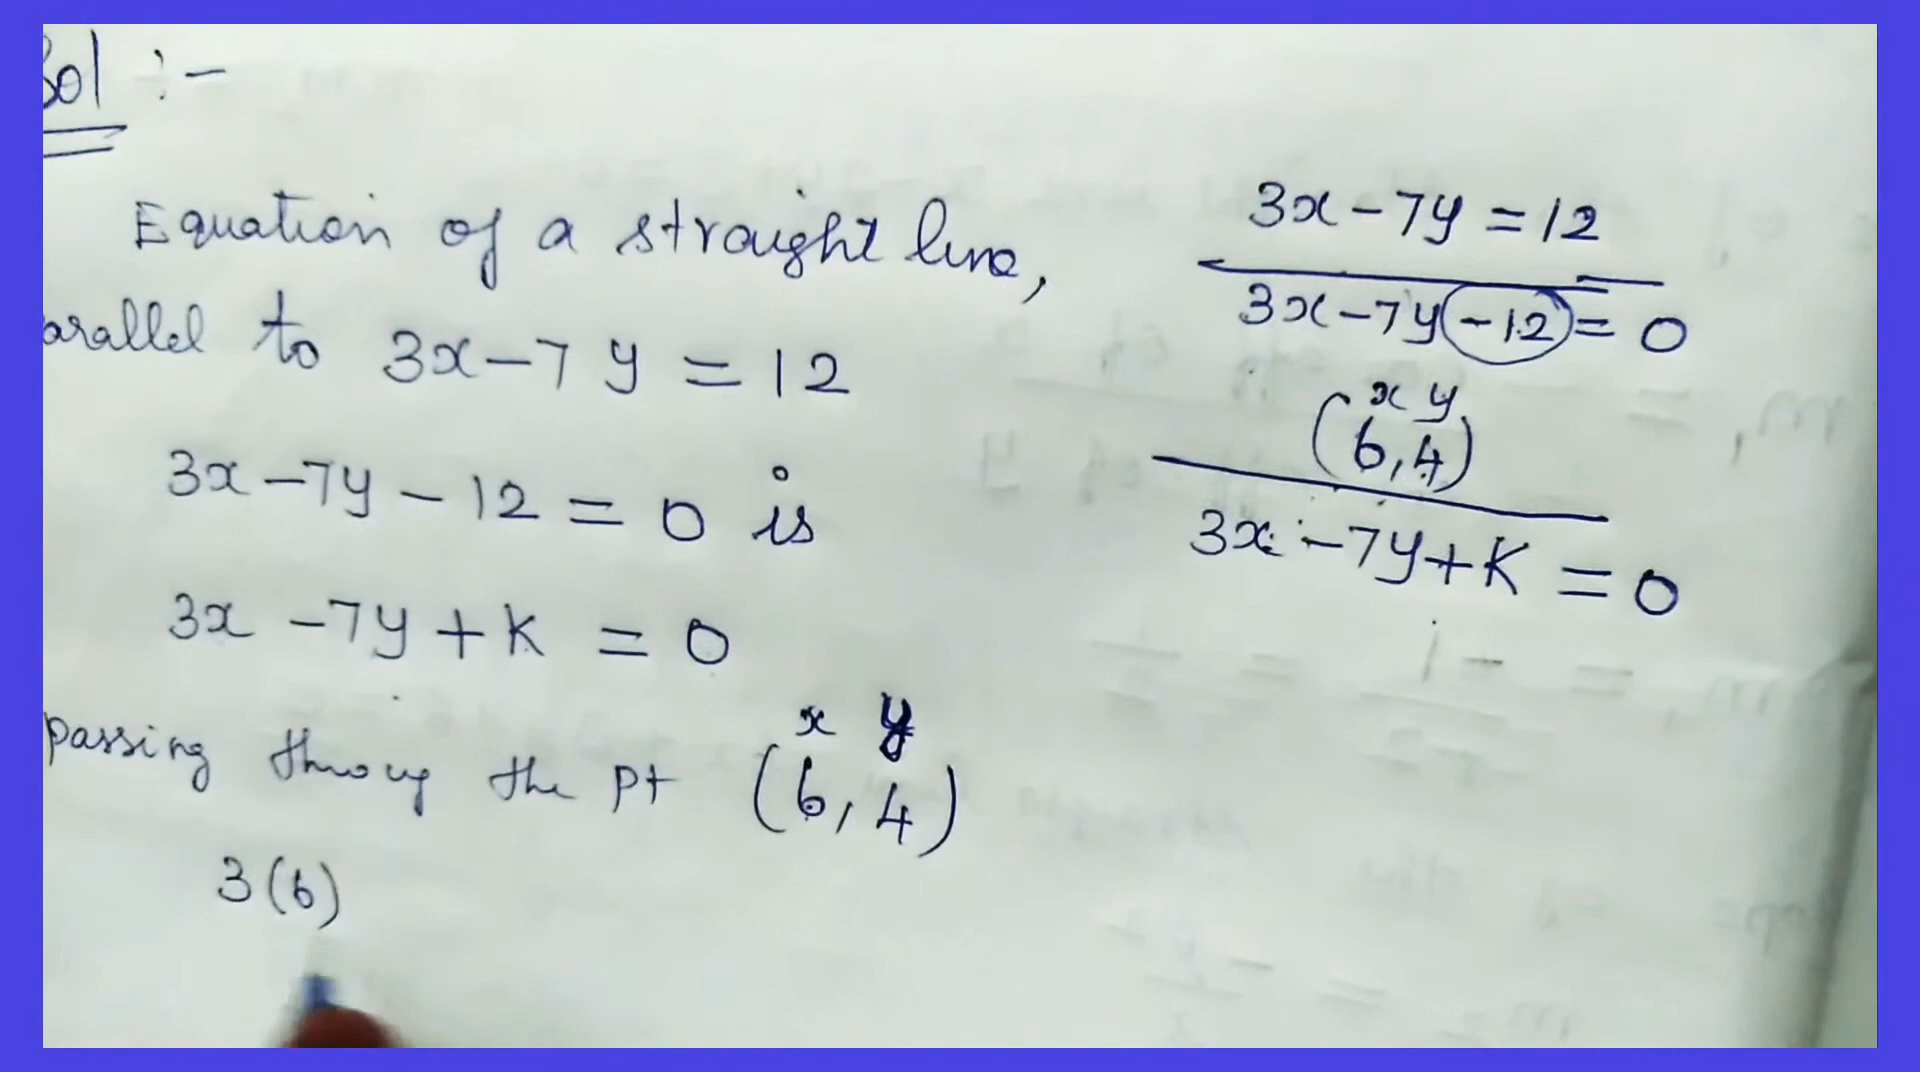 Sol :-
Equation of a straight line,
parallel to 3x-7y = 12
3x-7y-12 = 0 is
3x-7y+K = 0
x y
passing throug the pt (6,4)
3(6)
3x-7y=12
3x-7y-12=0
x y
(6,4)
3x-7y+K=0